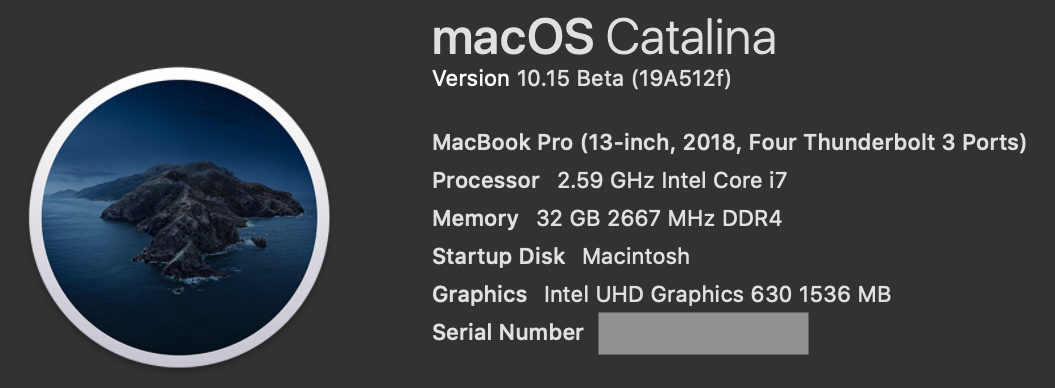 macOS Catalina
Version 10.15 Beta (19A512f)
MacBook Pro (13-inch, 2018, Four Thunderbolt 3 Ports)
Processor 2.59 GHz Intel Core i7
Memory 32 GB 2667 MHz DDR4
Startup Disk Macintosh
Graphics Intel UHD Graphics 630 1536 MB
Serial Number